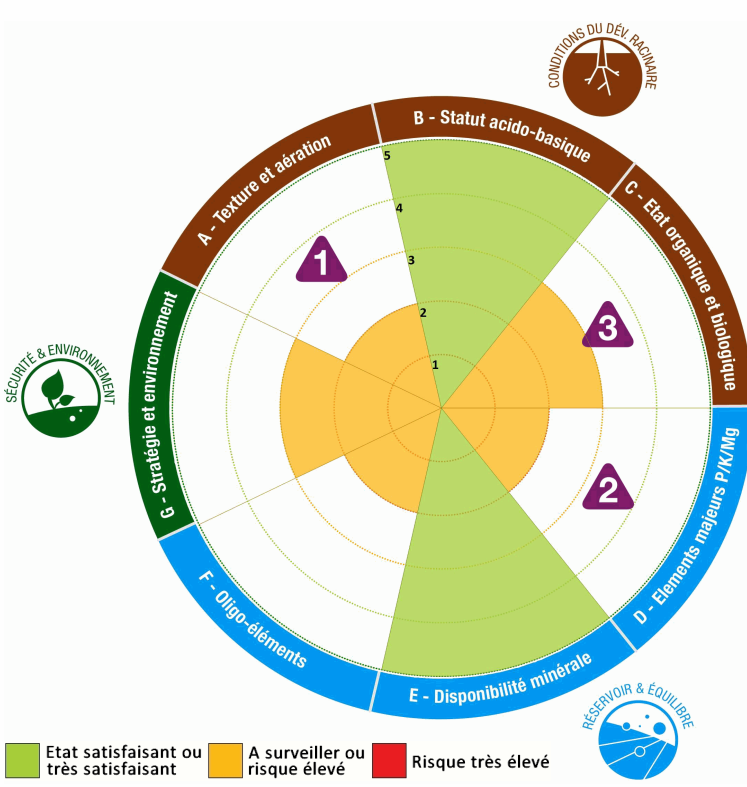 CONDITIONS DU DÉV. RACINAIRE
B - Statut acido-basique
A - Texture et aération
C - Etat organique et biologique
5
4
3
2
1
1
3
2
SÉCURITÉ & ENVIRONNEMENT
G - Stratégie et environnement
D - Elements majeurs P/K/Mg
F - Oligo-éléments
E - Disponibilité minérale
RÉSERVOIR & ÉQUILIBRE
Etat satisfaisant ou
très satisfaisant
A surveiller ou
risque élevé
Risque très élevé